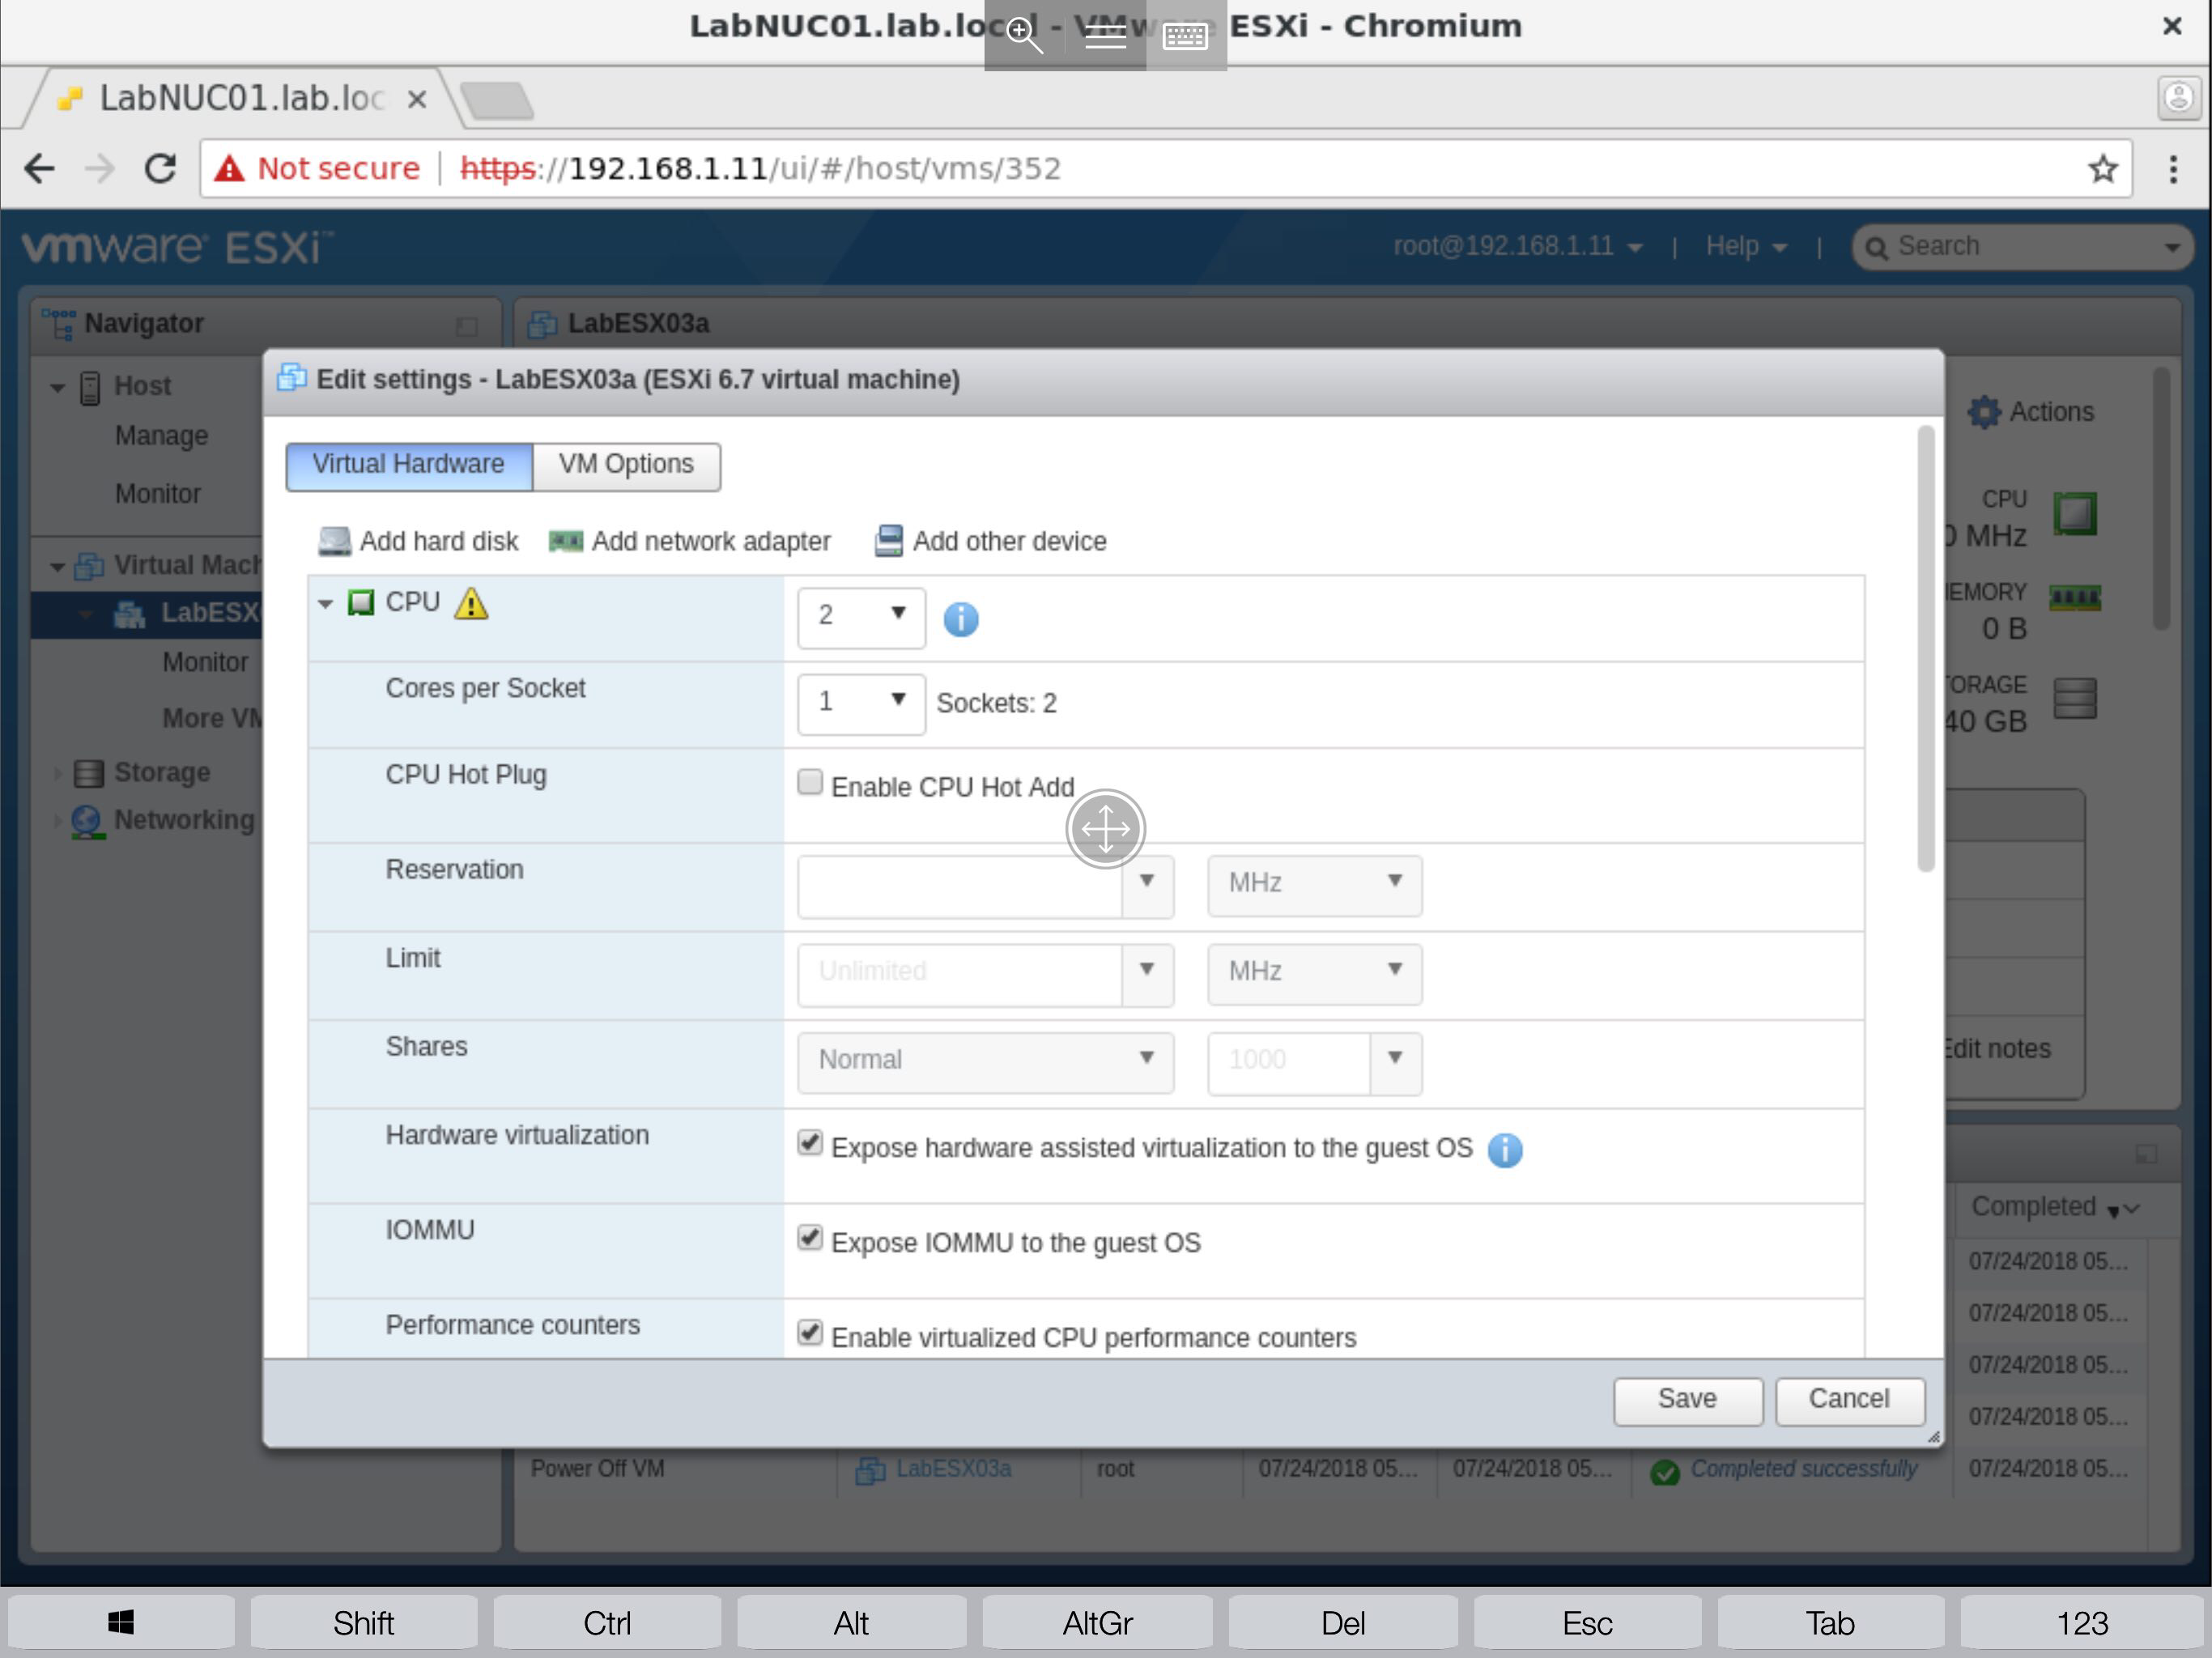 LabNUC01.lab.local - VMware ESXi - Chromium
LabNUC01.lab.loc
Not secure https://192.168.1.11/ui/#/host/vms/352
vmware ESXi™
root@192.168.1.11 | Help | Search
Navigator
LabESX03a
Host
Manage
Monitor
Virtual Mach
LabESX
Monitor
More VM
Storage
Networking
Actions
CPU
0 MHz
EMORY
0 B
TORAGE
40 GB
Edit notes
Edit settings - LabESX03a (ESXi 6.7 virtual machine)
Virtual Hardware VM Options
Add hard disk Add network adapter Add other device
CPU 2
Cores per Socket 1 Sockets: 2
CPU Hot Plug Enable CPU Hot Add
Reservation MHz
Limit Unlimited MHz
Shares Normal 1000
Hardware virtualization Expose hardware assisted virtualization to the guest OS
IOMMU Expose IOMMU to the guest OS
Performance counters Enable virtualized CPU performance counters
Save Cancel
Completed
07/24/2018 05...
07/24/2018 05...
07/24/2018 05...
07/24/2018 05...
Power Off VM LabESX03a root 07/24/2018 05... 07/24/2018 05... Completed successfully 07/24/2018 05...
Shift Ctrl Alt AltGr Del Esc Tab 123